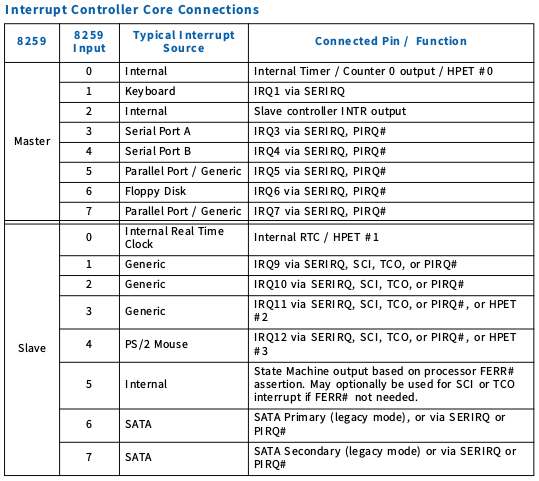 Interrupt Controller Core Connections
8259
8259
Input
Typical Interrupt
Source
Connected Pin / Function
Master
0
Internal
Internal Timer / Counter 0 output / HPET #0
1
Keyboard
IRQ1 via SERIRQ
2
Internal
Slave controller INTR output
3
Serial Port A
IRQ3 via SERIRQ, PIRQ#
4
Serial Port B
IRQ4 via SERIRQ, PIRQ#
5
Parallel Port / Generic
IRQ5 via SERIRQ, PIRQ#
6
Floppy Disk
IRQ6 via SERIRQ, PIRQ#
7
Parallel Port / Generic
IRQ7 via SERIRQ, PIRQ#
Slave
0
Internal Real Time
Clock
Internal RTC / HPET #1
1
Generic
IRQ9 via SERIRQ, SCI, TCO, or PIRQ#
2
Generic
IRQ10 via SERIRQ, SCI, TCO, or PIRQ#
3
Generic
IRQ11 via SERIRQ, SCI, TCO, or PIRQ#, or HPET
#2
4
PS/2 Mouse
IRQ12 via SERIRQ, SCI, TCO, or PIRQ#, or HPET
#3
5
Internal
State Machine output based on processor FERR#
assertion. May optionally be used for SCI or TCO
interrupt if FERR# not needed.
6
SATA
SATA Primary (legacy mode), or via SERIRQ or
PIRQ#
7
SATA
SATA Secondary (legacy mode) or via SERIRQ or
PIRQ#